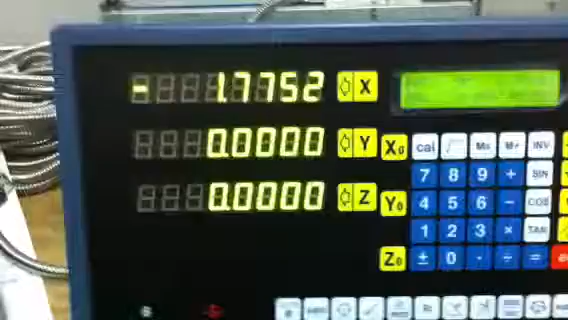 - 1.7752 X
0.0000 Y X0 cal √ M± M+ INV
7 8 9 + SIN
0.0000 Z Y0 4 5 6 - COS
1 2 3 × TAN
Z0 ± 0 · ÷ =